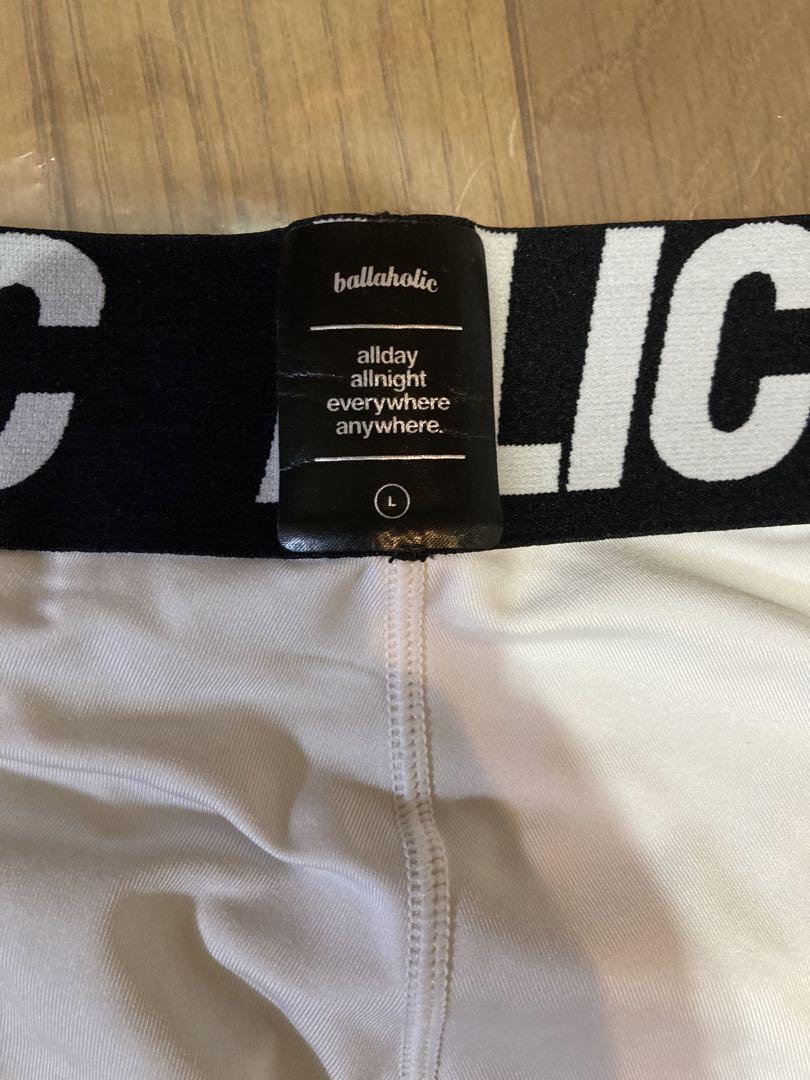 ballaholic
allday
allnight
everywhere
anywhere.
L
C
LIC